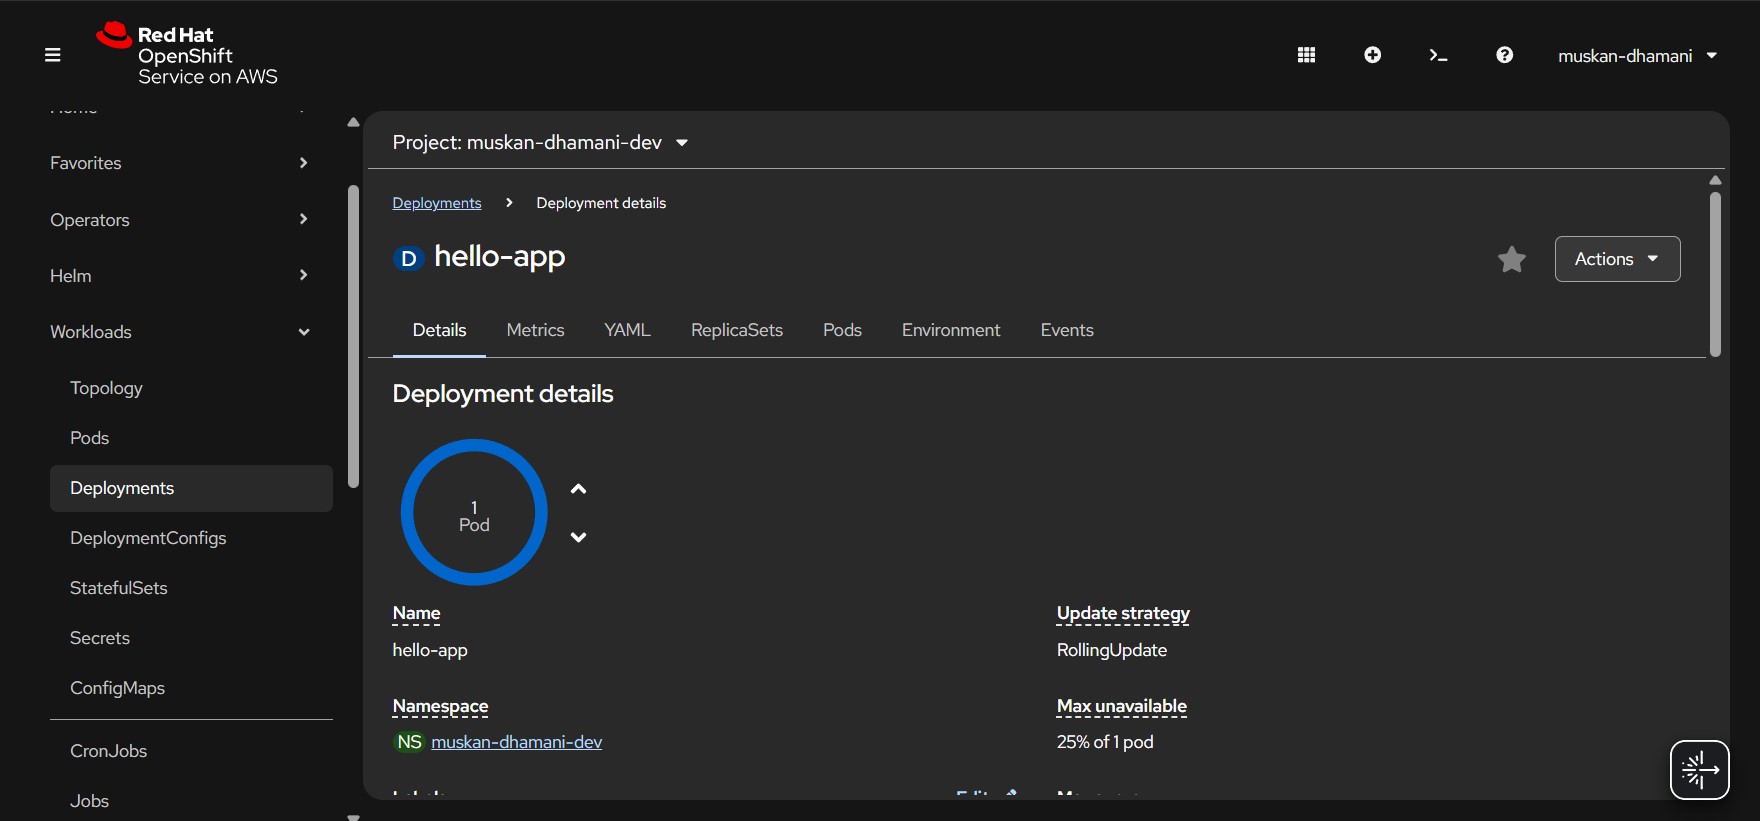 Red Hat
OpenShift
Service on AWS
muskan-dhamani
Home
Favorites
Operators
Helm
Workloads
Topology
Pods
Deployments
DeploymentConfigs
StatefulSets
Secrets
ConfigMaps
CronJobs
Jobs
Project: muskan-dhamani-dev
Deployments > Deployment details
D hello-app
Actions
Details Metrics YAML ReplicaSets Pods Environment Events
Deployment details
1
Pod
Name
hello-app
Update strategy
RollingUpdate
Namespace
NS muskan-dhamani-dev
Max unavailable
25% of 1 pod
Labels
Edit